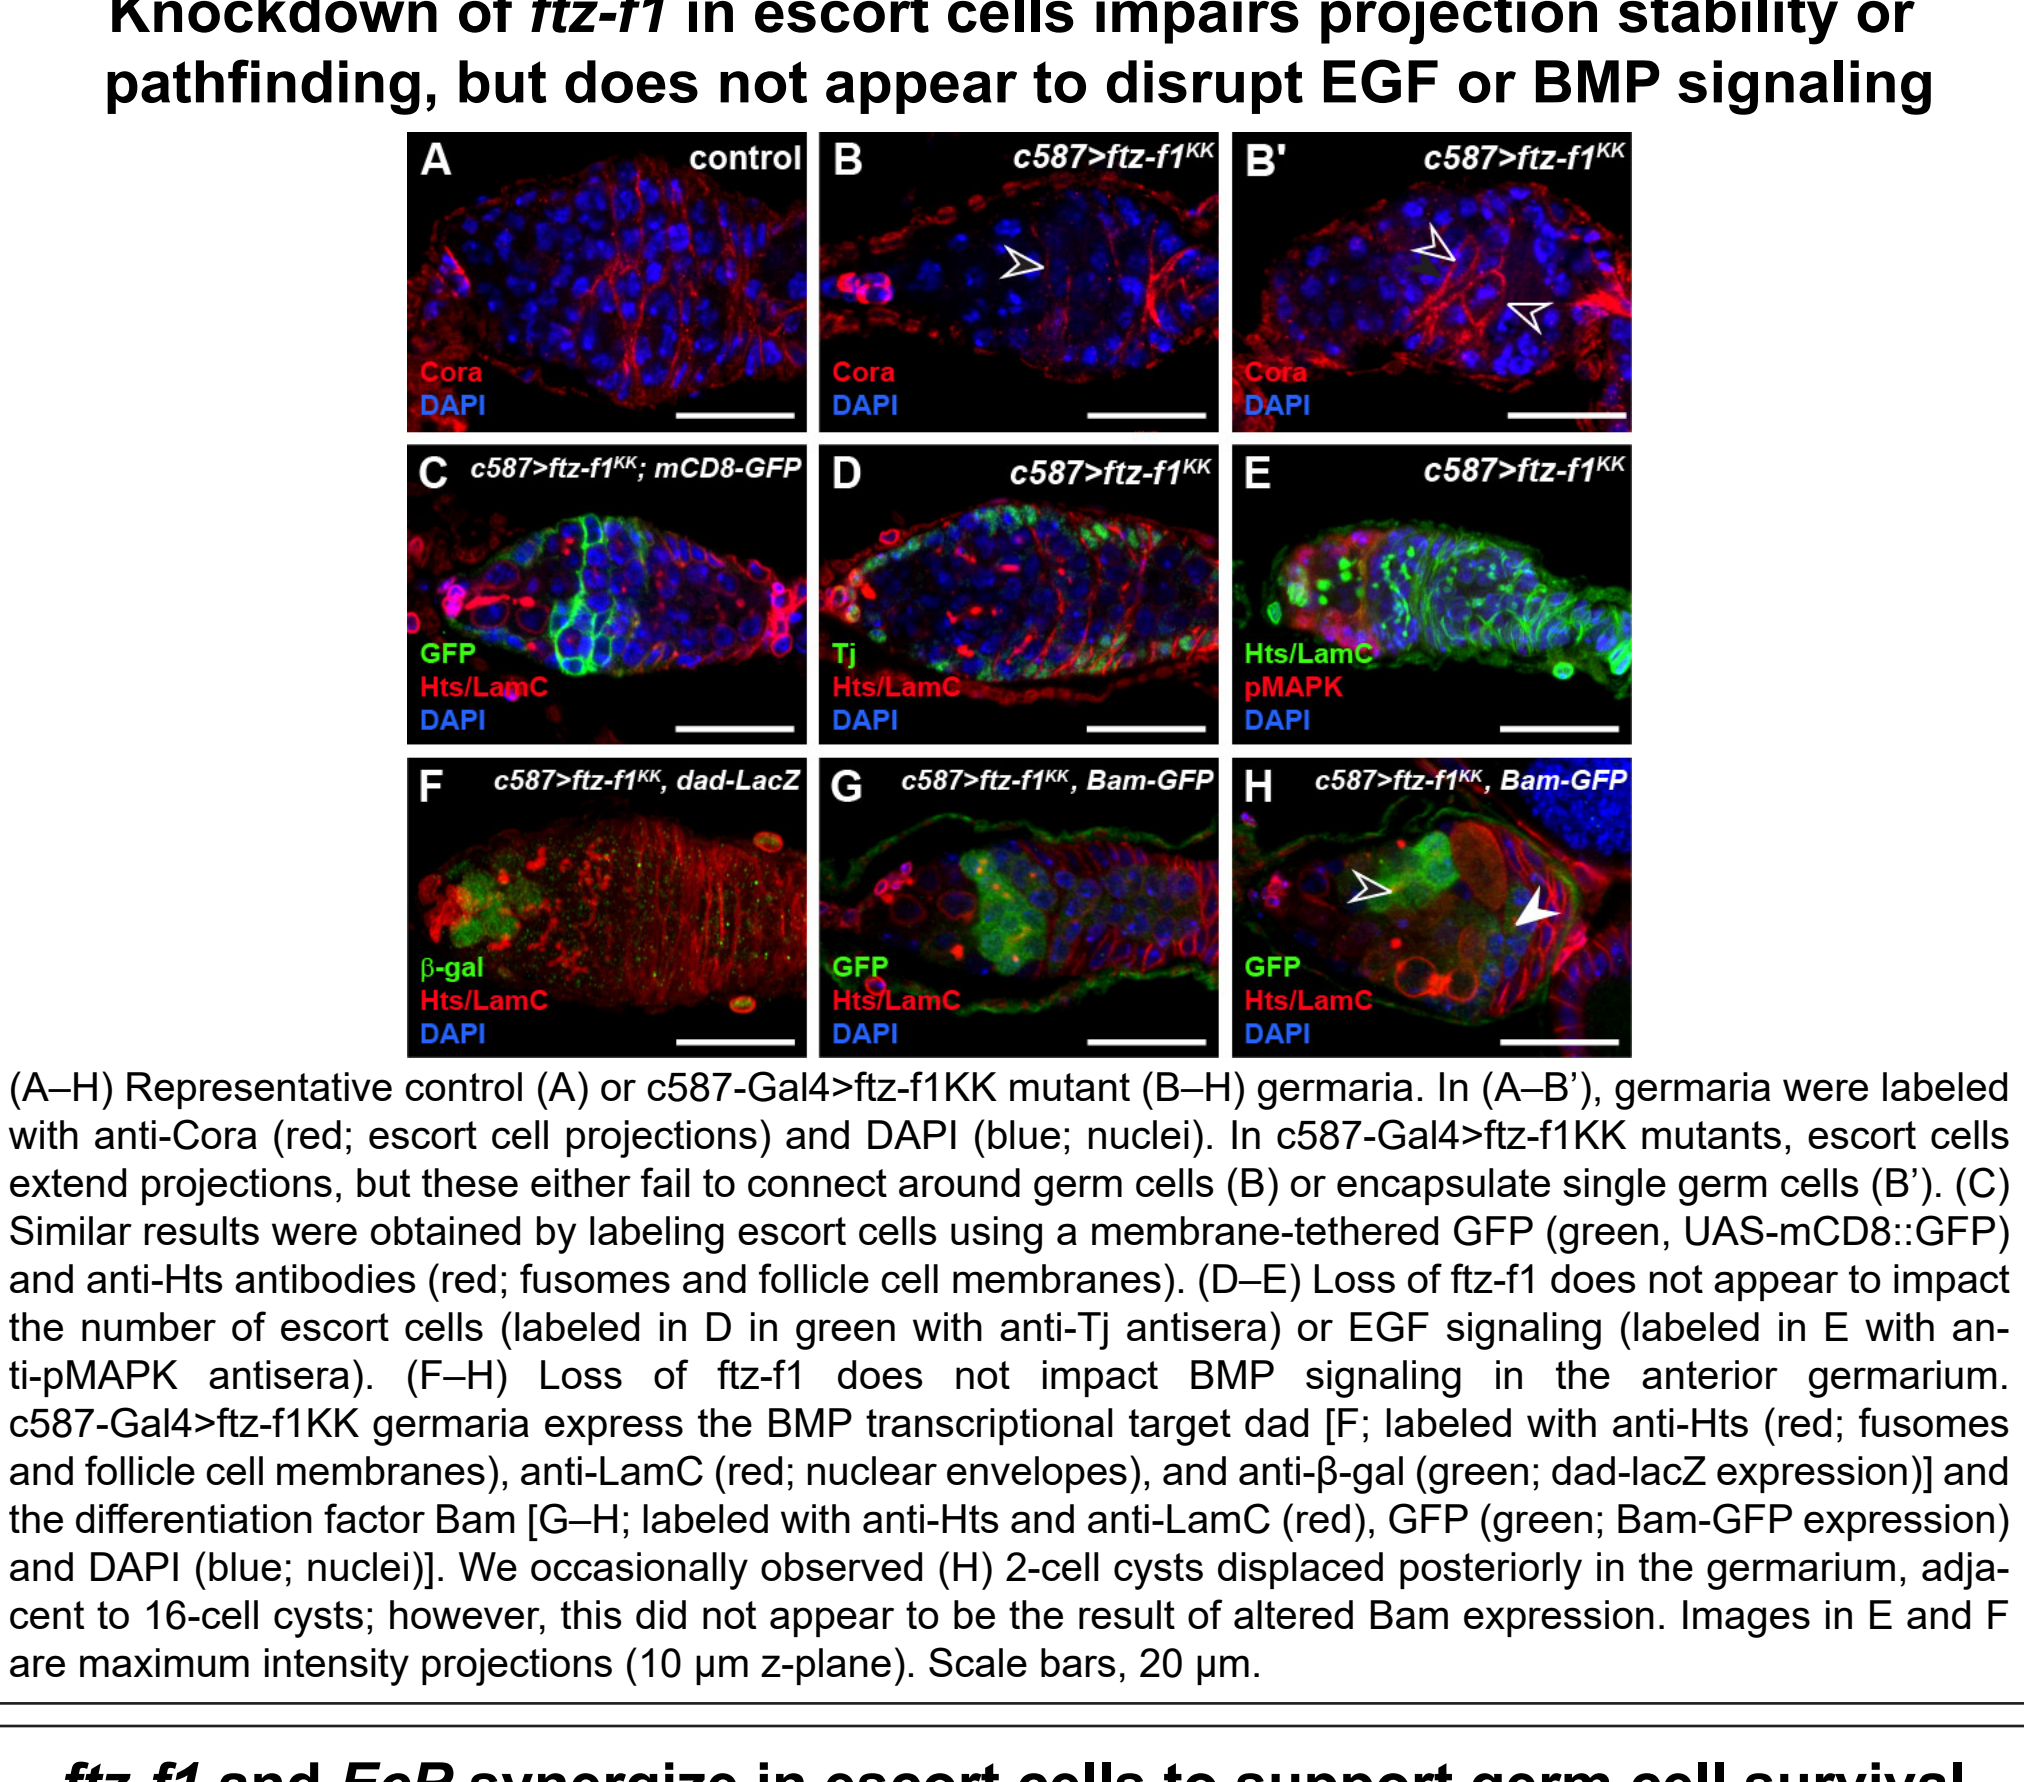 Knockdown of ftz-f1 in escort cells impairs projection stability or
pathfinding, but does not appear to disrupt EGF or BMP signaling
A control
B c587>ftz-f1KK
B' c587>ftz-f1KK
Cora
DAPI
Cora
DAPI
Cora
DAPI
C c587>ftz-f1KK; mCD8-GFP
D c587>ftz-f1KK
E c587>ftz-f1KK
GFP
Hts/LamC
DAPI
Tj
Hts/LamC
DAPI
Hts/LamC
pMAPK
DAPI
F c587>ftz-f1KK, dad-LacZ
G c587>ftz-f1KK, Bam-GFP
H c587>ftz-f1KK, Bam-GFP
β-gal
Hts/LamC
DAPI
GFP
Hts/LamC
DAPI
GFP
Hts/LamC
DAPI
(A–H) Representative control (A) or c587-Gal4>ftz-f1KK mutant (B–H) germaria. In (A–B’), germaria were labeled
with anti-Cora (red; escort cell projections) and DAPI (blue; nuclei). In c587-Gal4>ftz-f1KK mutants, escort cells
extend projections, but these either fail to connect around germ cells (B) or encapsulate single germ cells (B’). (C)
Similar results were obtained by labeling escort cells using a membrane-tethered GFP (green, UAS-mCD8::GFP)
and anti-Hts antibodies (red; fusomes and follicle cell membranes). (D–E) Loss of ftz-f1 does not appear to impact
the number of escort cells (labeled in D in green with anti-Tj antisera) or EGF signaling (labeled in E with an-
ti-pMAPK antisera). (F–H) Loss of ftz-f1 does not impact BMP signaling in the anterior germarium.
c587-Gal4>ftz-f1KK germaria express the BMP transcriptional target dad [F; labeled with anti-Hts (red; fusomes
and follicle cell membranes), anti-LamC (red; nuclear envelopes), and anti-β-gal (green; dad-lacZ expression)] and
the differentiation factor Bam [G–H; labeled with anti-Hts and anti-LamC (red), GFP (green; Bam-GFP expression)
and DAPI (blue; nuclei)]. We occasionally observed (H) 2-cell cysts displaced posteriorly in the germarium, adja-
cent to 16-cell cysts; however, this did not appear to be the result of altered Bam expression. Images in E and F
are maximum intensity projections (10 μm z-plane). Scale bars, 20 μm.
ftz-f1 and EcR synergize in escort cells to support germ cell survival